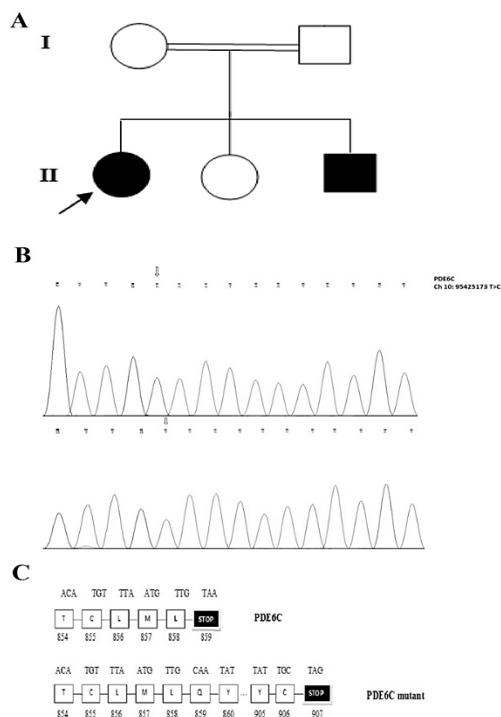 A
I
II
B
PDE6C
Ch 10: 95425173 T>C
C
ACA TGT TTA ATG TTG TAA
T C L M L STOP PDE6C
854 855 856 857 858 859
ACA TGT TTA ATG TTG CAA TAT TAT TGC TAG
T C L M L Q Y ... Y C STOP PDE6C mutant
854 855 856 857 858 859 860 905 906 907